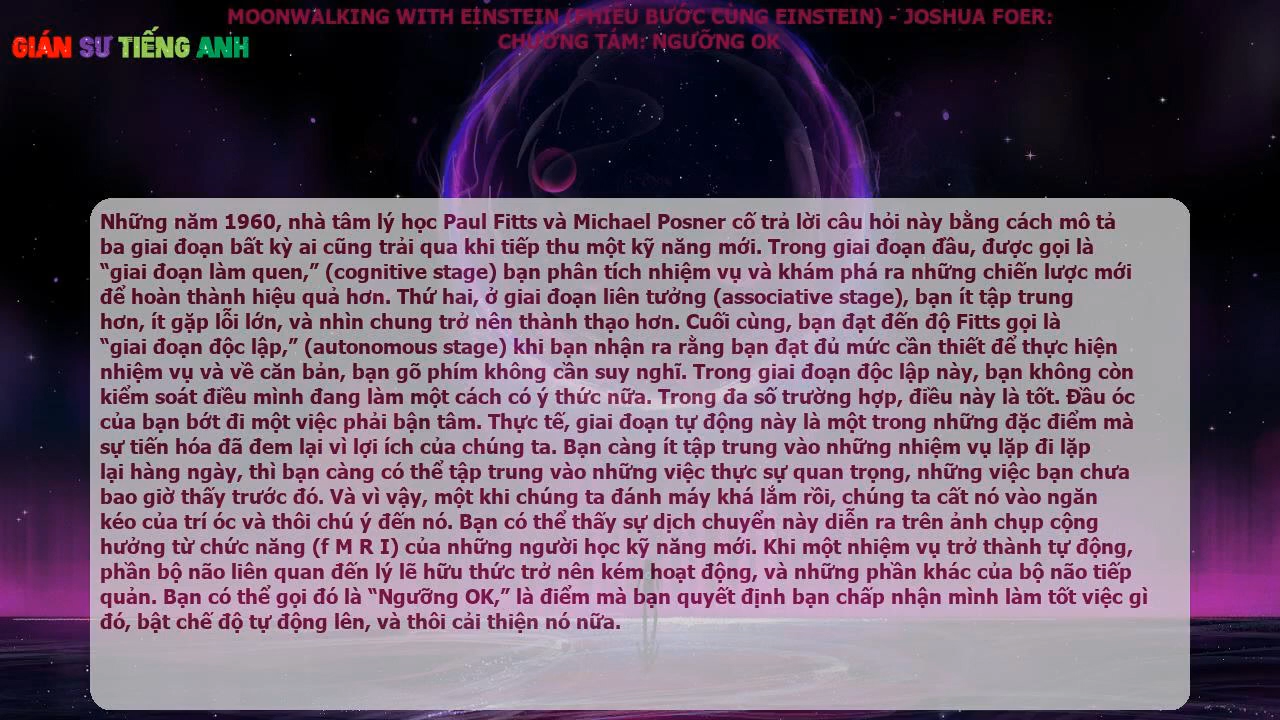 MOONWALKING WITH EINSTEIN (PHIÊU BƯỚC CÙNG EINSTEIN) - JOSHUA FOER:
CHƯƠNG TÁM: NGƯỠNG OK
GIÁN SƯ TIẾNG ANH
Những năm 1960, nhà tâm lý học Paul Fitts và Michael Posner cố trả lời câu hỏi này bằng cách mô tả
ba giai đoạn bất kỳ ai cũng trải qua khi tiếp thu một kỹ năng mới. Trong giai đoạn đầu, được gọi là
“giai đoạn làm quen,” (cognitive stage) bạn phân tích nhiệm vụ và khám phá ra những chiến lược mới
để hoàn thành hiệu quả hơn. Thứ hai, ở giai đoạn liên tưởng (associative stage), bạn ít tập trung
hơn, ít gặp lỗi lớn, và nhìn chung trở nên thành thạo hơn. Cuối cùng, bạn đạt đến độ Fitts gọi là
“giai đoạn độc lập,” (autonomous stage) khi bạn nhận ra rằng bạn đạt đủ mức cần thiết để thực hiện
nhiệm vụ và về căn bản, bạn gõ phím không cần suy nghĩ. Trong giai đoạn độc lập này, bạn không còn
kiểm soát điều mình đang làm một cách có ý thức nữa. Trong đa số trường hợp, điều này là tốt. Đầu óc
của bạn bớt đi một việc phải bận tâm. Thực tế, giai đoạn tự động này là một trong những đặc điểm mà
sự tiến hóa đã đem lại vì lợi ích của chúng ta. Bạn càng ít tập trung vào những nhiệm vụ lặp đi lặp
lại hàng ngày, thì bạn càng có thể tập trung vào những việc thực sự quan trọng, những việc bạn chưa
bao giờ thấy trước đó. Và vì vậy, một khi chúng ta đánh máy khá lắm rồi, chúng ta cất nó vào ngăn
kéo của trí óc và thôi chú ý đến nó. Bạn có thể thấy sự dịch chuyển này diễn ra trên ảnh chụp cộng
hưởng từ chức năng (f M R I) của những người học kỹ năng mới. Khi một nhiệm vụ trở thành tự động,
phần bộ não liên quan đến lý lẽ hữu thức trở nên kém hoạt động, và những phần khác của bộ não tiếp
quản. Bạn có thể gọi đó là “Ngưỡng OK,” là điểm mà bạn quyết định bạn chấp nhận mình làm tốt việc gì
đó, bật chế độ tự động lên, và thôi cải thiện nó nữa.